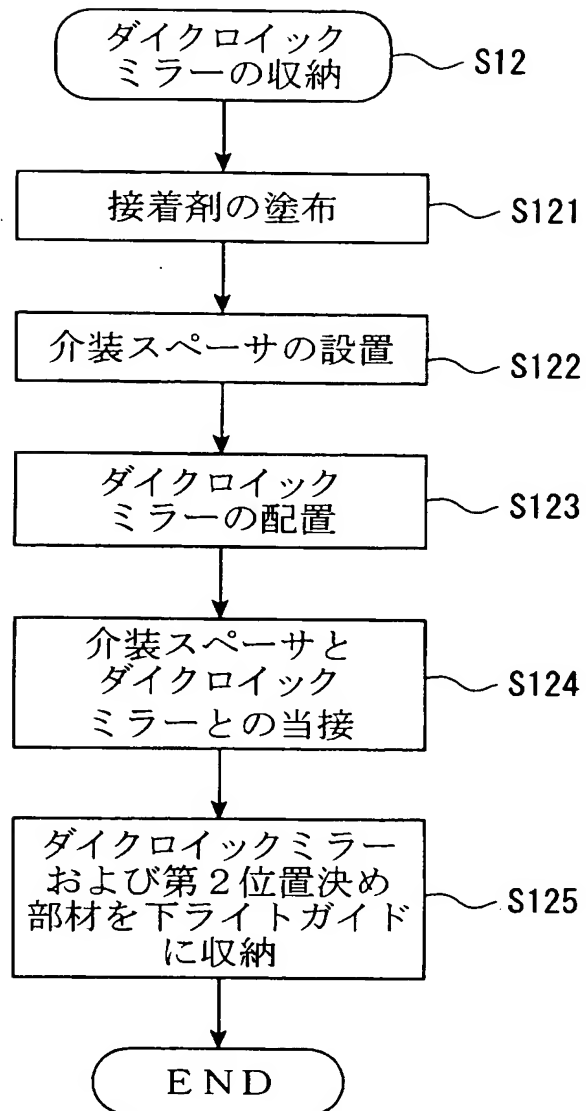 ダイクロイック
ミラーの収納
S12
接着剤の塗布
S121
介装スペーサの設置
S122
ダイクロイック
ミラーの配置
S123
介装スペーサと
ダイクロイック
ミラーとの当接
S124
ダイクロイックミラー
および第2位置決め
部材を下ライトガイド
に収納
S125
END